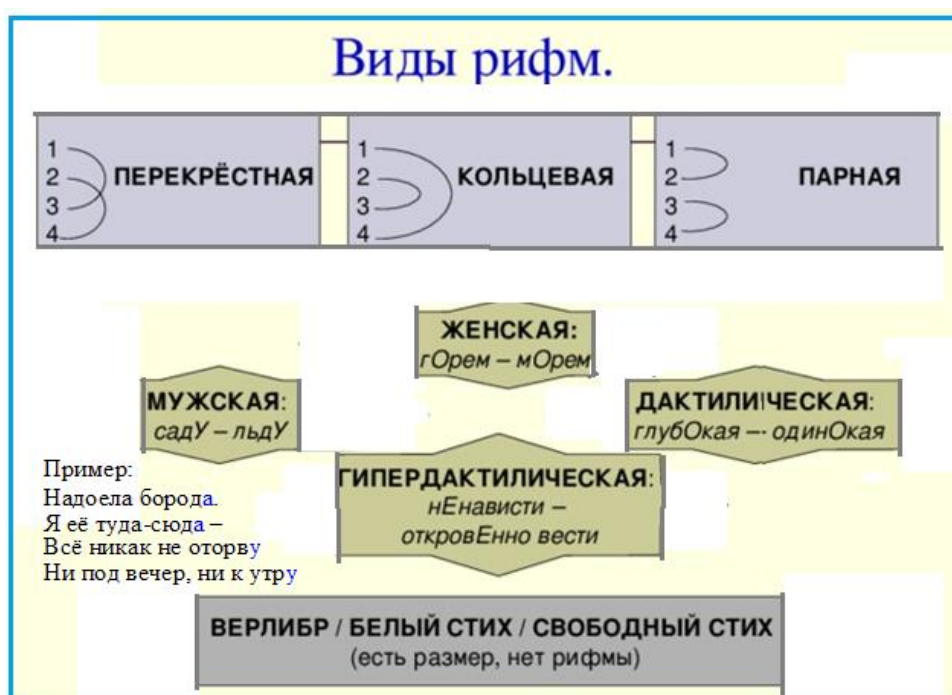 Виды рифм.
1
2
3
4
ПЕРЕКРЁСТНАЯ
1
2
3
4
КОЛЬЦЕВАЯ
1
2
3
4
ПАРНАЯ
ЖЕНСКАЯ:
гОрем – мОрем
МУЖСКАЯ:
садУ – льдУ
ДАКТИЛИЧЕСКАЯ:
глубОкая – одинОкая
ГИПЕРДАКТИЛИЧЕСКАЯ:
нЕнависти –
откровЕнно вести
Пример:
Надоела борода.
Я её туда-сюда –
Всё никак не оторву
Ни под вечер, ни к утру
ВЕРЛИБР / БЕЛЫЙ СТИХ / СВОБОДНЫЙ СТИХ
(есть размер, нет рифмы)